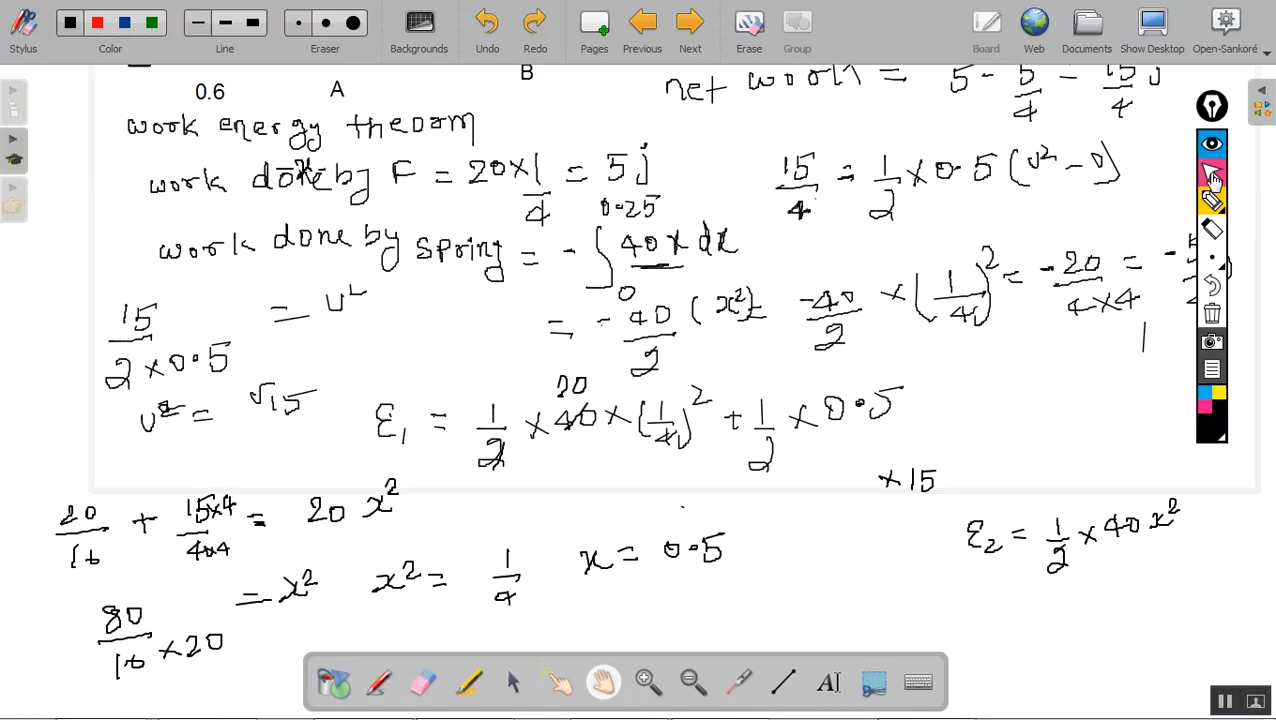 Stylus
Color
Line
Eraser
Backgrounds
Undo
Redo
Pages
Previous
Next
Erase
Group
Board
Web
Documents
Show Desktop
Open-Sankoré
0.6
A
B
net work = 5 - 5/4 = 15/4 J
work energy theoram
work done by F = 20 × 1/4 = 5 j
0.25
15/4 = 1/2 × 0.5 (v² - 0)
work done by spring = - ∫₀ 40x dx
= - 40/2 (x²) = -40/2 × (1/4)² = -20/4×4 =
15/2×0.5 = v²
v = √15
E₁ = 1/2 × 40 × (1/4)² + 1/2 × 0.5
20
× 15
20/16 + 15×4/4×4 = 20 x²
E₂ = 1/2 × 40 x²
80/16×20 = x² x² = 1/4 x = 0.5